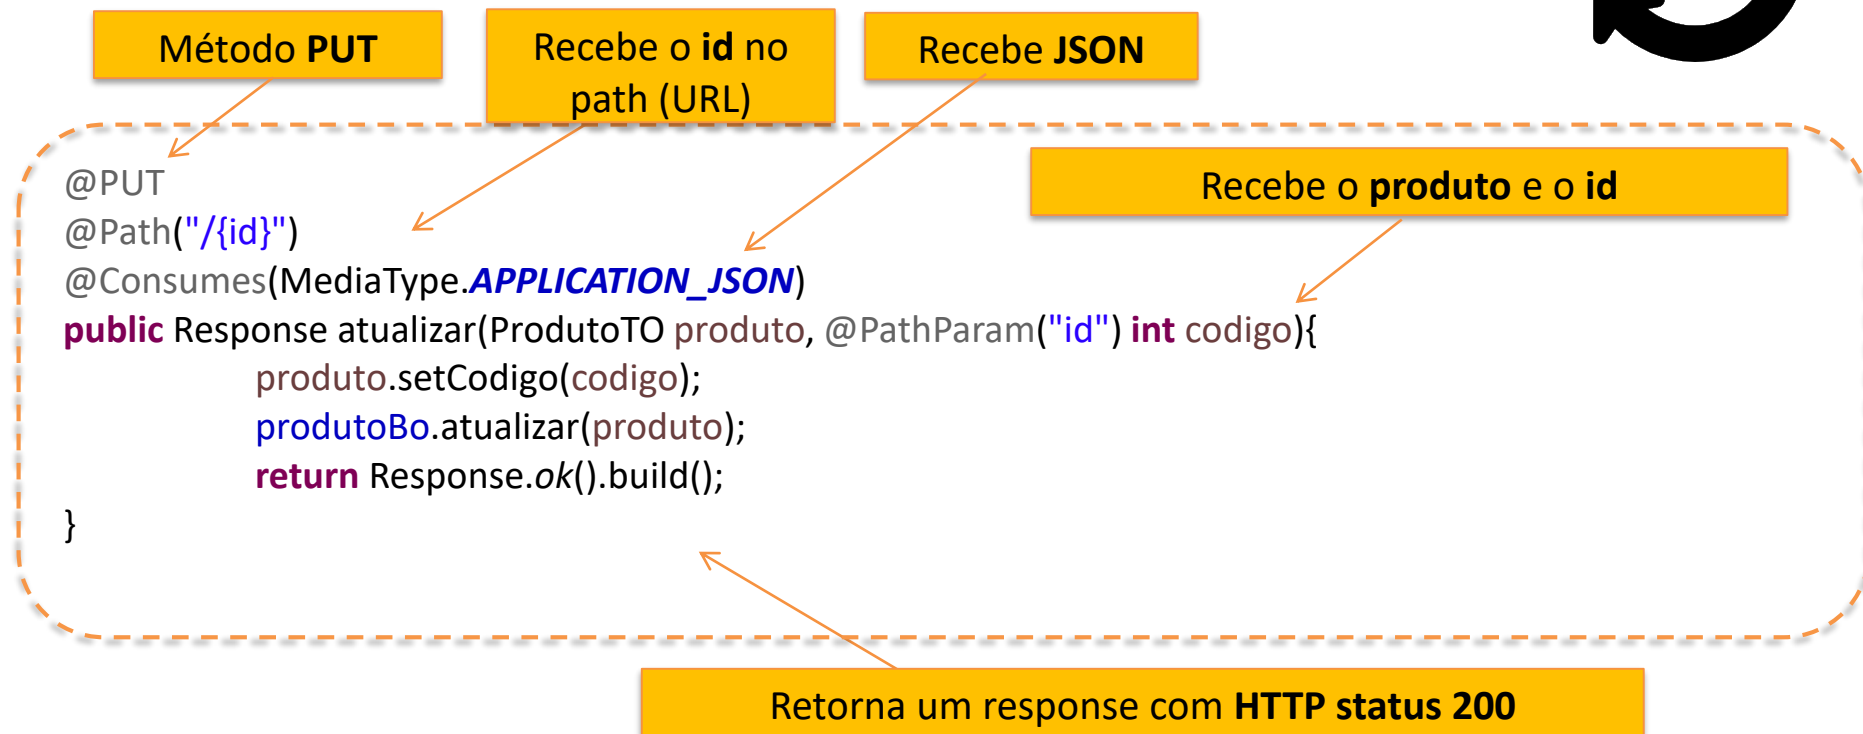 Método PUT
Recebe o id no
path (URL)
Recebe JSON
@PUT
Recebe o produto e o id
@Path("/{id}")
@Consumes(MediaType.APPLICATION_JSON)
public Response atualizar(ProdutoTO produto, @PathParam("id") int codigo){
produto.setCodigo(codigo);
produtoBo.atualizar(produto);
return Response.ok().build();
}
Retorna um response com HTTP status 200